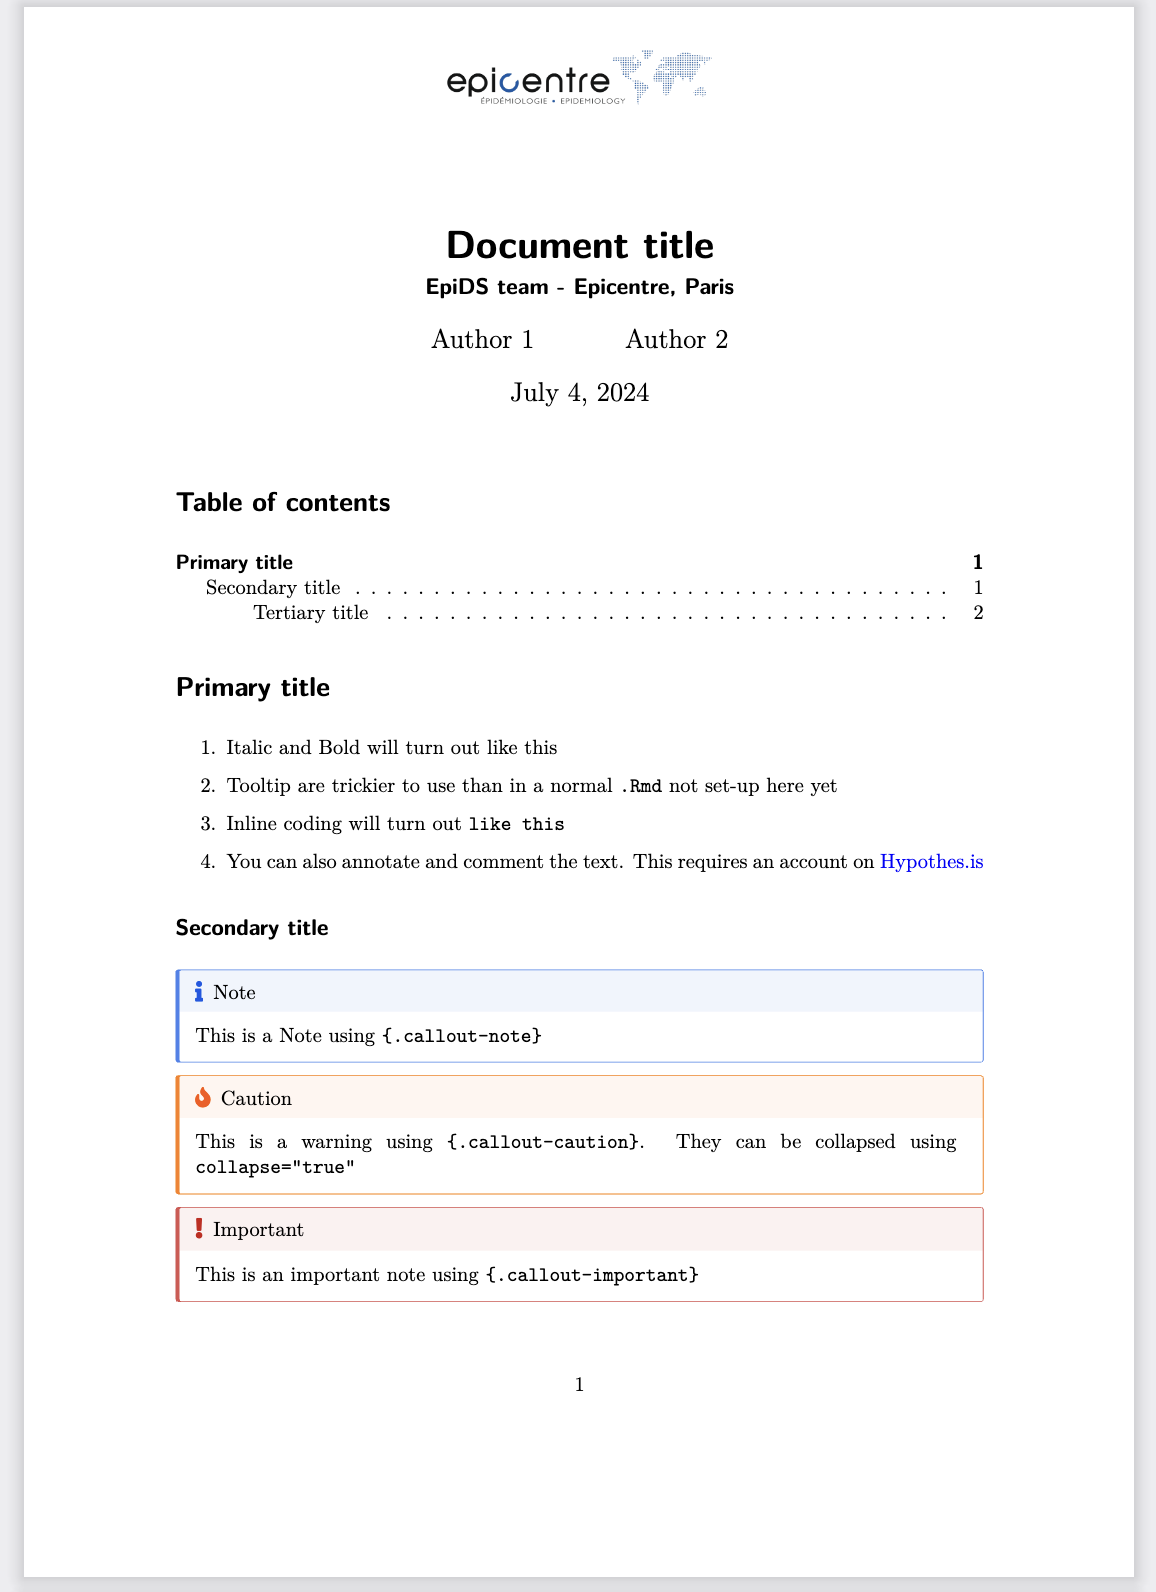 epicentre
ÉPIDÉMIOLOGIE • EPIDEMIOLOGY
Document title
EpiDS team - Epicentre, Paris
Author 1 Author 2
July 4, 2024
Table of contents
Primary title 1
Secondary title . . . . . . . . . . . . . . . . . . . . . . . . . . . . . . . . . . . . . . 1
Tertiary title . . . . . . . . . . . . . . . . . . . . . . . . . . . . . . . . . . . . 2
Primary title
1. Italic and Bold will turn out like this
2. Tooltip are trickier to use than in a normal .Rmd not set-up here yet
3. Inline coding will turn out like this
4. You can also annotate and comment the text. This requires an account on Hypothes.is
Secondary title
Note
This is a Note using {.callout-note}
Caution
This is a warning using {.callout-caution}. They can be collapsed using
collapse="true"
Important
This is an important note using {.callout-important}
1